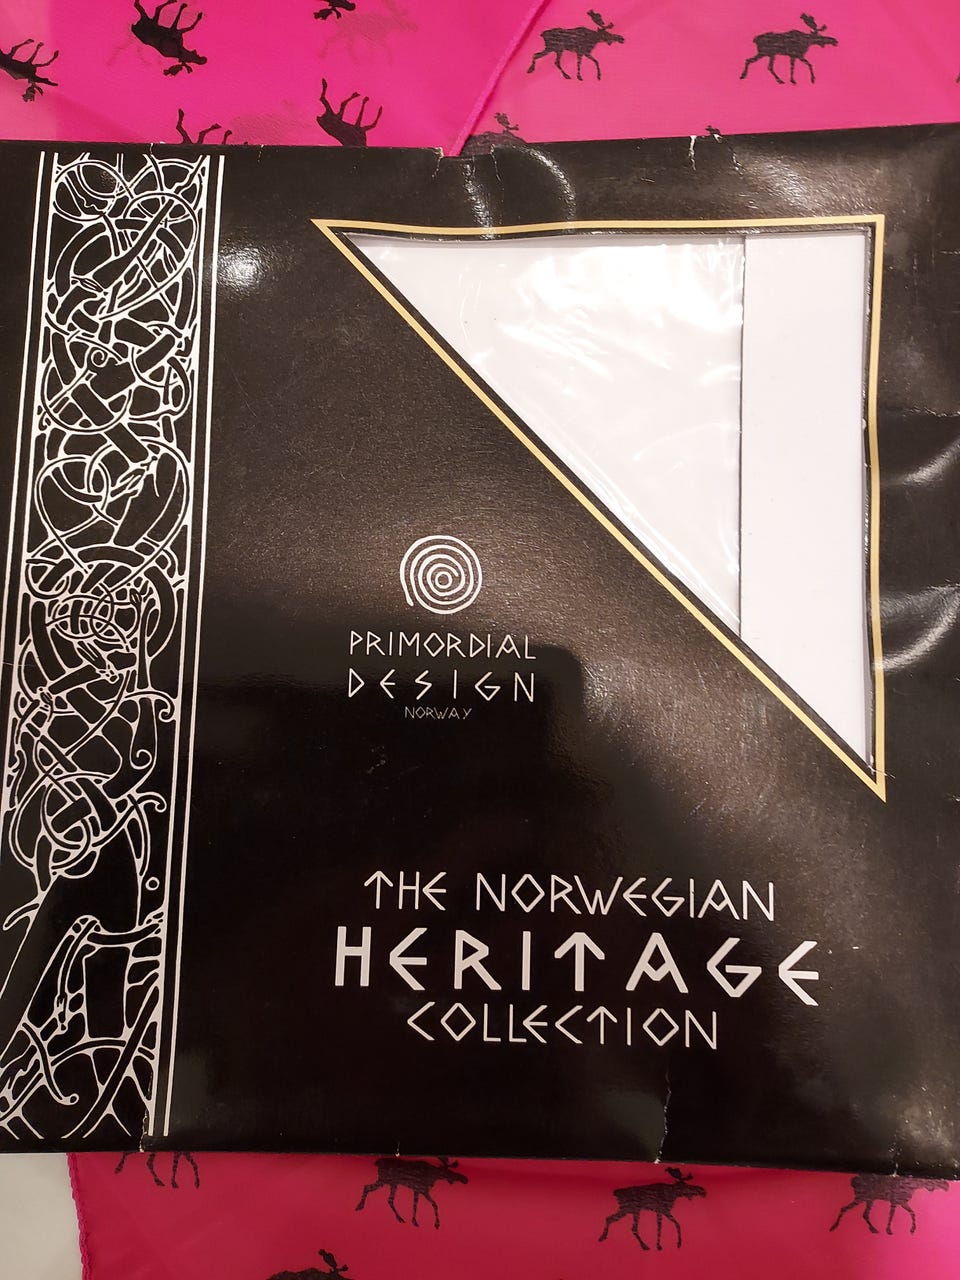 PRIMORDIAL
DESIGN
NORWAY
THE NORWEGIAN
HERITAGE
COLLECTION